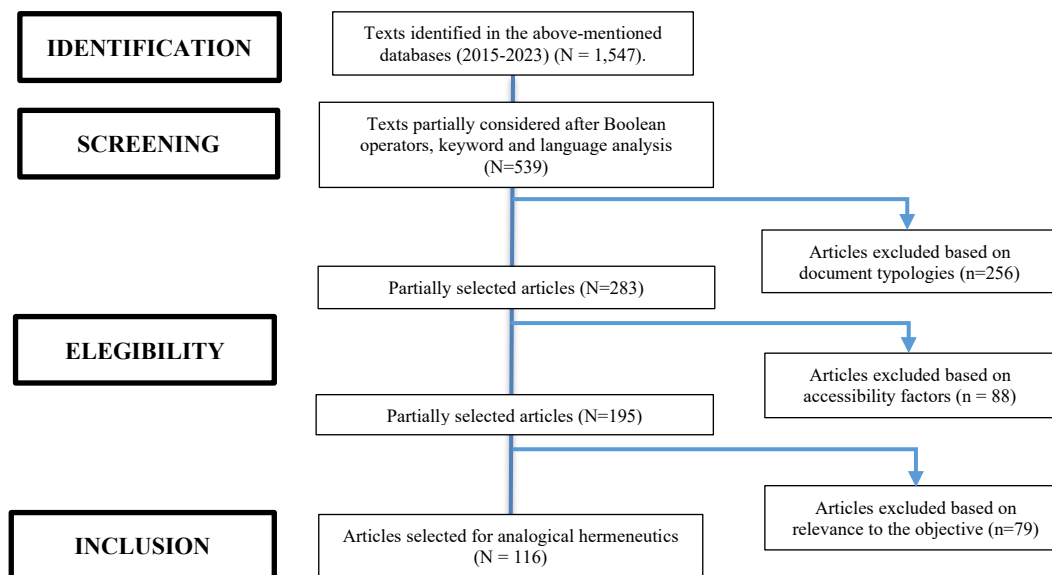 IDENTIFICATION
Texts identified in the above-mentioned
databases (2015-2023) (N = 1,547).
SCREENING
Texts partially considered after Boolean
operators, keyword and language analysis
(N=539)
Articles excluded based on
document typologies (n=256)
Partially selected articles (N=283)
ELEGIBILITY
Articles excluded based on
accessibility factors (n = 88)
Partially selected articles (N=195)
Articles excluded based on
relevance to the objective (n=79)
INCLUSION
Articles selected for analogical hermeneutics
(N = 116)